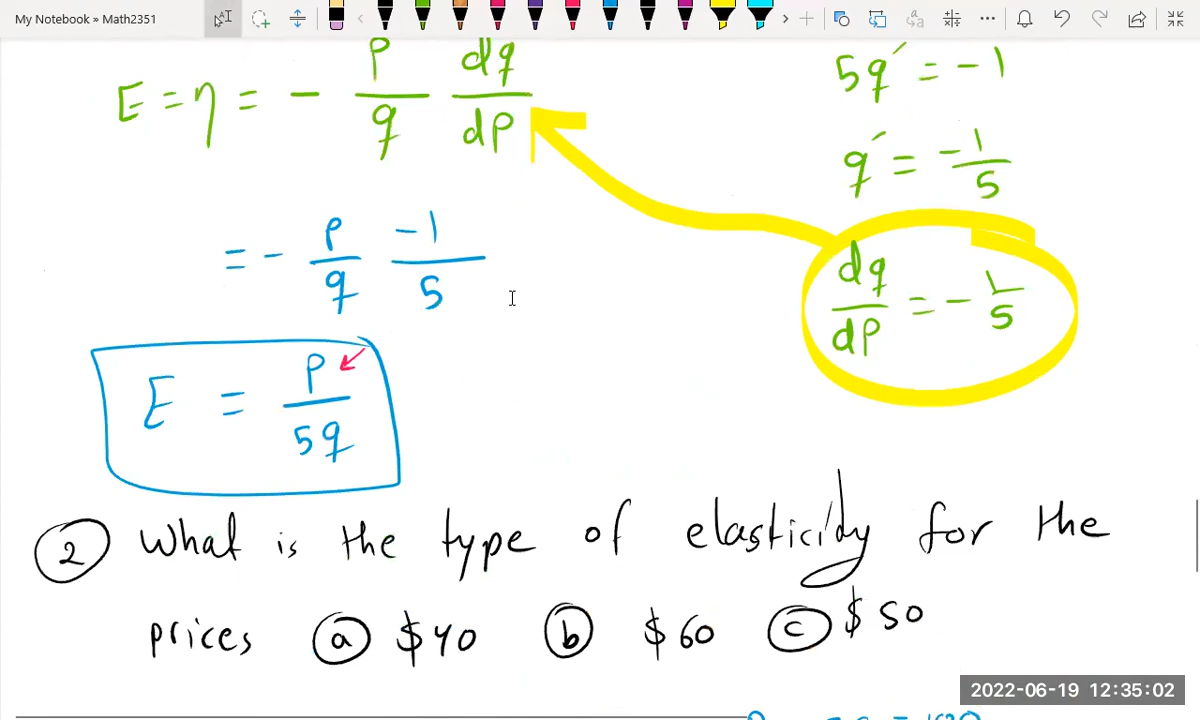 My Notebook » Math2351
E = η = - p/q dq/dp
5q′ = -1
q′ = -1/5
= - p/q -1/5
dq/dp = - 1/5
E = p/5q
② What is the type of elasticity for the
prices ⓐ $40 ⓑ $60 ⓒ $50
2022-06-19 12:35:02